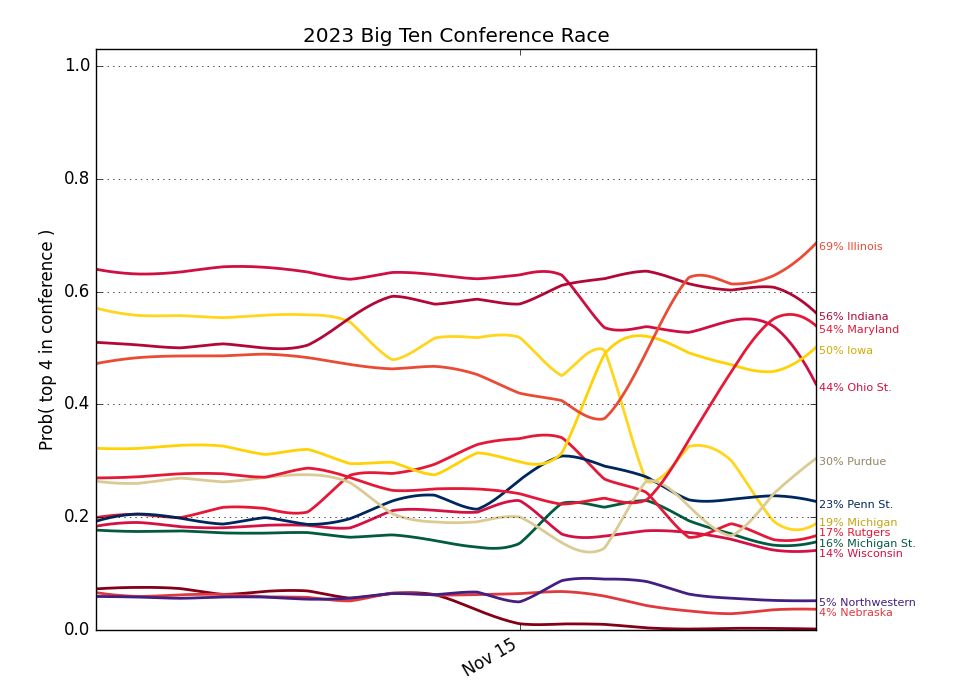 2023 Big Ten Conference Race
Prob( top 4 in conference )
1.0
0.8
0.6
0.4
0.2
0.0
Nov 15
69% Illinois
56% Indiana
54% Maryland
50% Iowa
44% Ohio St.
30% Purdue
23% Penn St.
19% Michigan
17% Rutgers
16% Michigan St.
14% Wisconsin
5% Northwestern
4% Nebraska